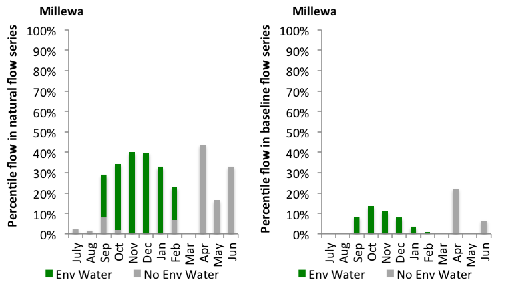 Millewa
Percentile flow in natural flow series
100%
90%
80%
70%
60%
50%
40%
30%
20%
10%
0%
July Aug Sep Oct Nov Dec Jan Feb Mar Apr May Jun
Env Water No Env Water
Millewa
Percentile flow in baseline flow series
100%
90%
80%
70%
60%
50%
40%
30%
20%
10%
0%
July Aug Sep Oct Nov Dec Jan Feb Mar Apr May Jun
Env Water No Env Water